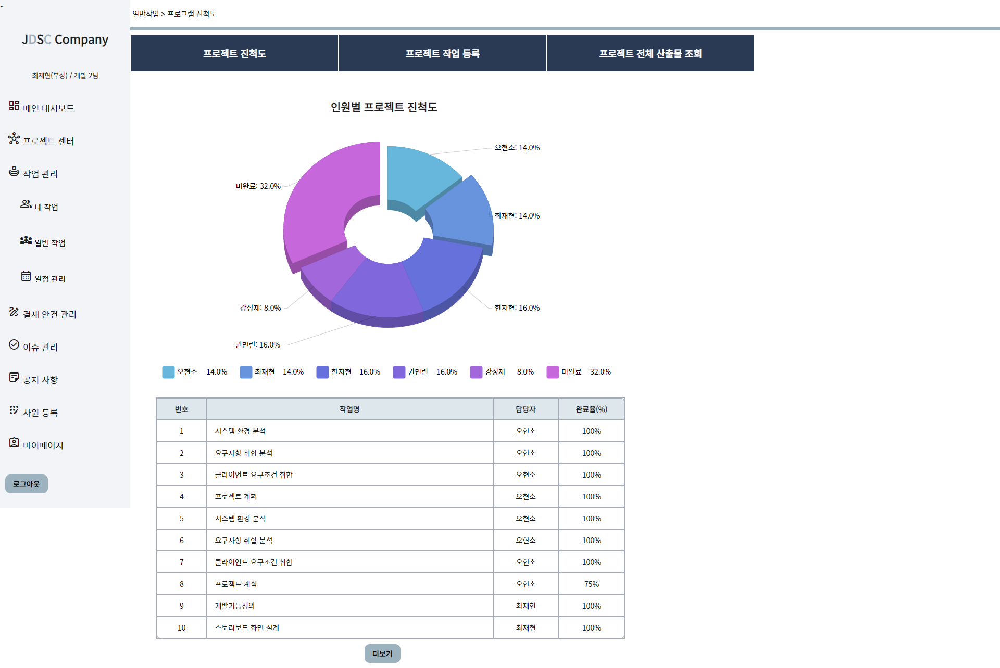 -
JDSC Company
최재현(부장) / 개발 2팀
메인 대시보드
프로젝트 센터
작업 관리
내 작업
일반 작업
일정 관리
결재 안건 관리
이슈 관리
공지 사항
사원 등록
마이페이지
로그아웃
일반작업 > 프로그램 진척도
프로젝트 진척도 프로젝트 작업 등록 프로젝트 전체 산출물 조회
인원별 프로젝트 진척도
오현소: 14.0%
미완료: 32.0%
최재현: 14.0%
강성제: 8.0%
한지현: 16.0%
권민린: 16.0%
오현소 14.0% 최재현 14.0% 한지현 16.0% 권민린 16.0% 강성제 8.0% 미완료 32.0%
번호 작업명 담당자 완료율(%)
1 시스템 환경 분석 오현소 100%
2 요구사항 취합 분석 오현소 100%
3 클라이언트 요구조건 취합 오현소 100%
4 프로젝트 계획 오현소 100%
5 시스템 환경 분석 오현소 100%
6 요구사항 취합 분석 오현소 100%
7 클라이언트 요구조건 취합 오현소 100%
8 프로젝트 계획 오현소 75%
9 개발기능정의 최재현 100%
10 스토리보드 화면 설계 최재현 100%
더보기